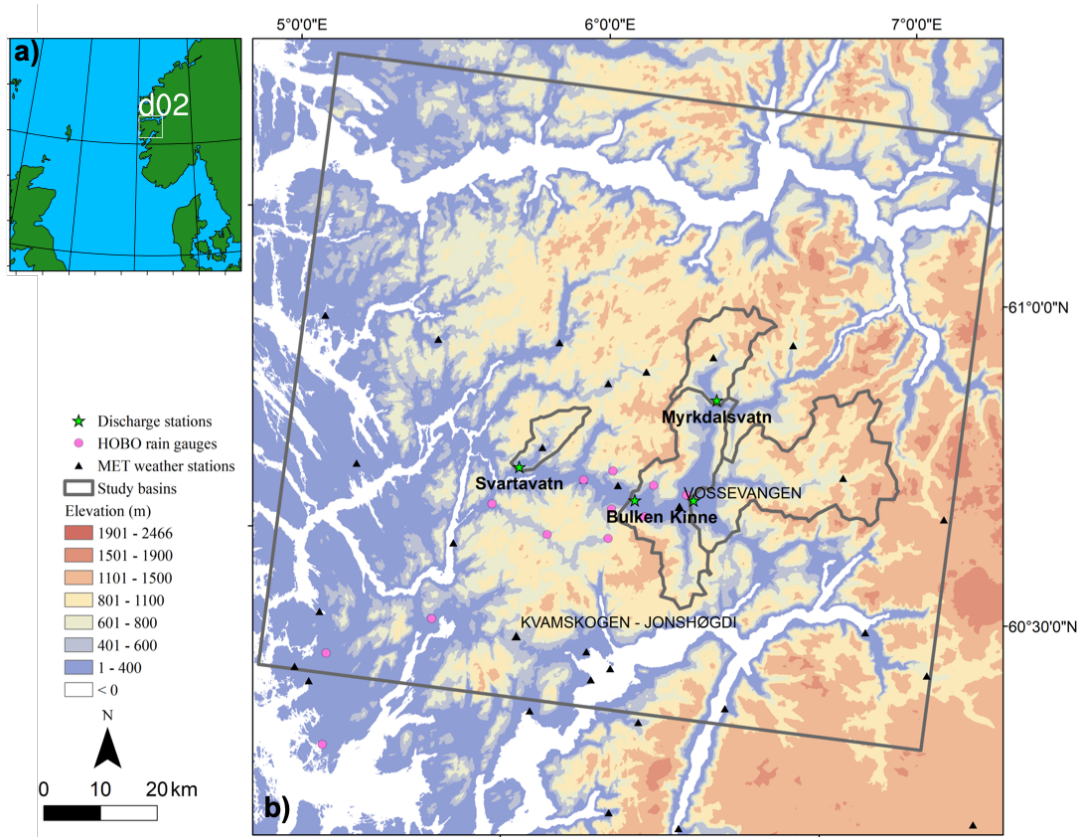 5°0'0"E
6°0'0"E
7°0'0"E
a)
d02
61°0'0"N
Myrkdalsvatn
Discharge stations
HOBO rain gauges
MET weather stations
Study basins
Elevation (m)
1901 - 2466
1501 - 1900
1101 - 1500
801 - 1100
601 - 800
401 - 600
1 - 400
< 0
Svartavatn
VOSSEVANGEN
Bulken
Kinne
KVAMSKOGEN - JONSHØGDI
60°30'0"N
N
0
10
20 km
b)